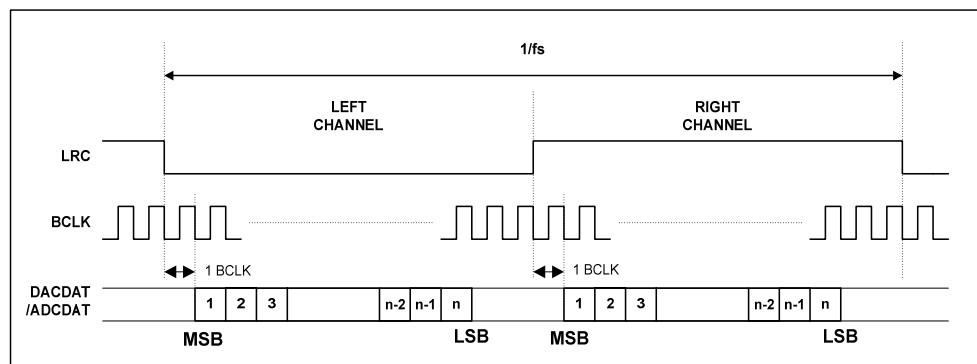 1/fs
LEFT
CHANNEL
RIGHT
CHANNEL
LRC
BCLK
1 BCLK
1 BCLK
DACDAT
/ADCDAT
1 2 3 n-2 n-1 n 1 2 3 n-2 n-1 n
MSB LSB MSB LSB